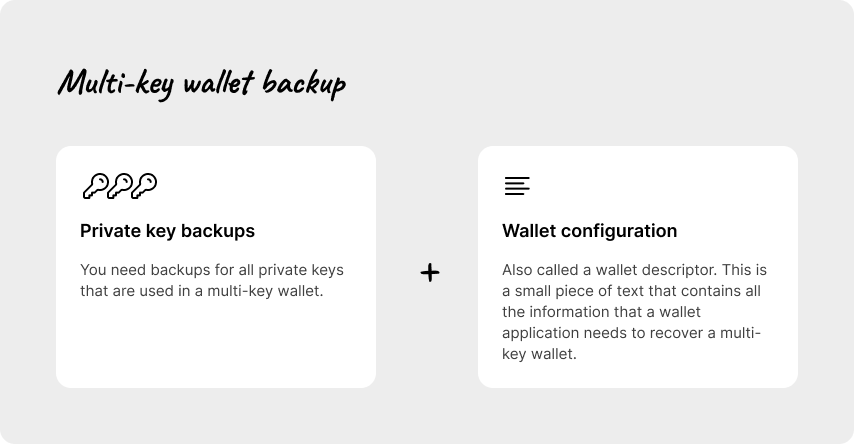 Multi-key wallet backup
Private key backups
You need backups for all private keys
that are used in a multi-key wallet.
+
Wallet configuration
Also called a wallet descriptor. This is
a small piece of text that contains all
the information that a wallet
application needs to recover a multi-
key wallet.